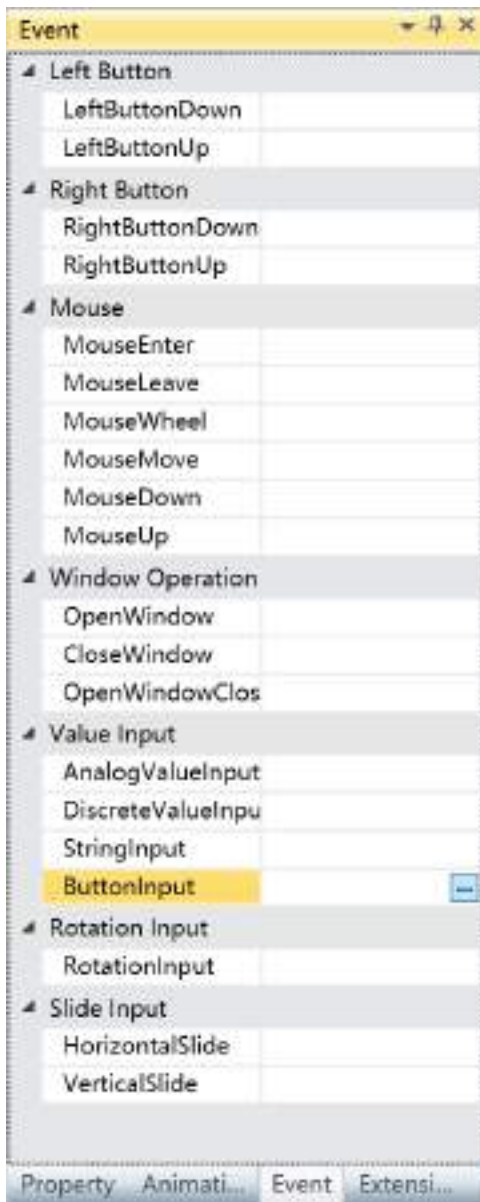 Event
Left Button
LeftButtonDown
LeftButtonUp
Right Button
RightButtonDown
RightButtonUp
Mouse
MouseEnter
MouseLeave
MouseWheel
MouseMove
MouseDown
MouseUp
Window Operation
OpenWindow
CloseWindow
OpenWindowClos
Value Input
AnalogValueInput
DiscreteValueInpu
StringInput
ButtonInput
Rotation Input
RotationInput
Slide Input
HorizontalSlide
VerticalSlide
Property Animati... Event Extensi...